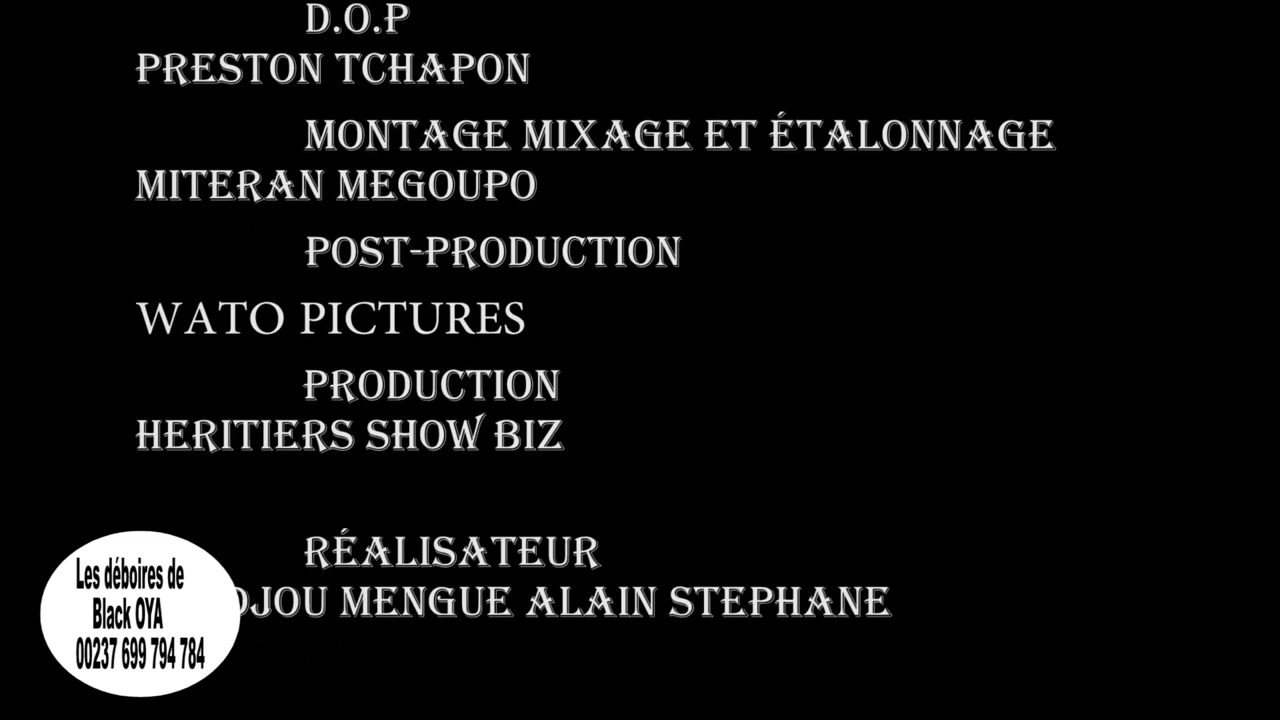 D.O.P
PRESTON TCHAPON
MONTAGE MIXAGE ET ÉTALONNAGE
MITERAN MEGOUPO
POST-PRODUCTION
WATO PICTURES
PRODUCTION
HERITIERS SHOW BIZ
RÉALISATEUR
MENGUE ALAIN STEPHANE
Les déboires de
Black OYA
00237 699 794 784